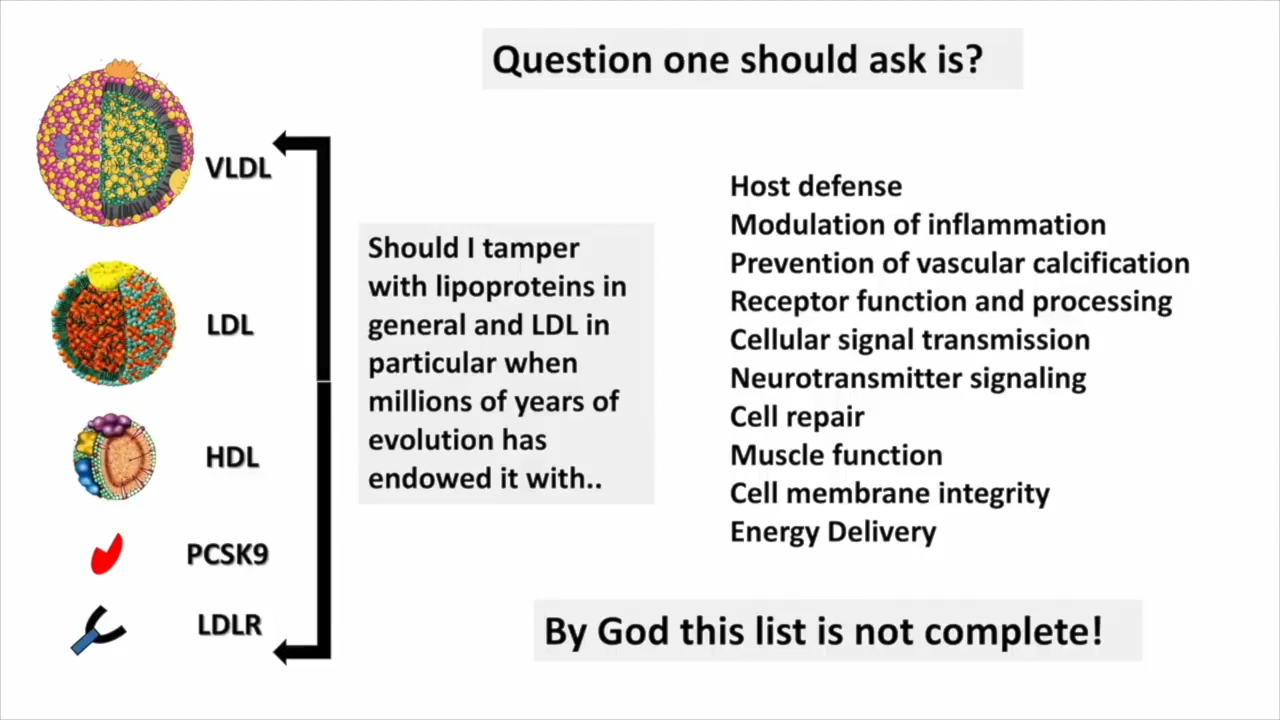 Question one should ask is?
VLDL
LDL
HDL
PCSK9
LDLR
Should I tamper
with lipoproteins in
general and LDL in
particular when
millions of years of
evolution has
endowed it with..
Host defense
Modulation of inflammation
Prevention of vascular calcification
Receptor function and processing
Cellular signal transmission
Neurotransmitter signaling
Cell repair
Muscle function
Cell membrane integrity
Energy Delivery
By God this list is not complete!